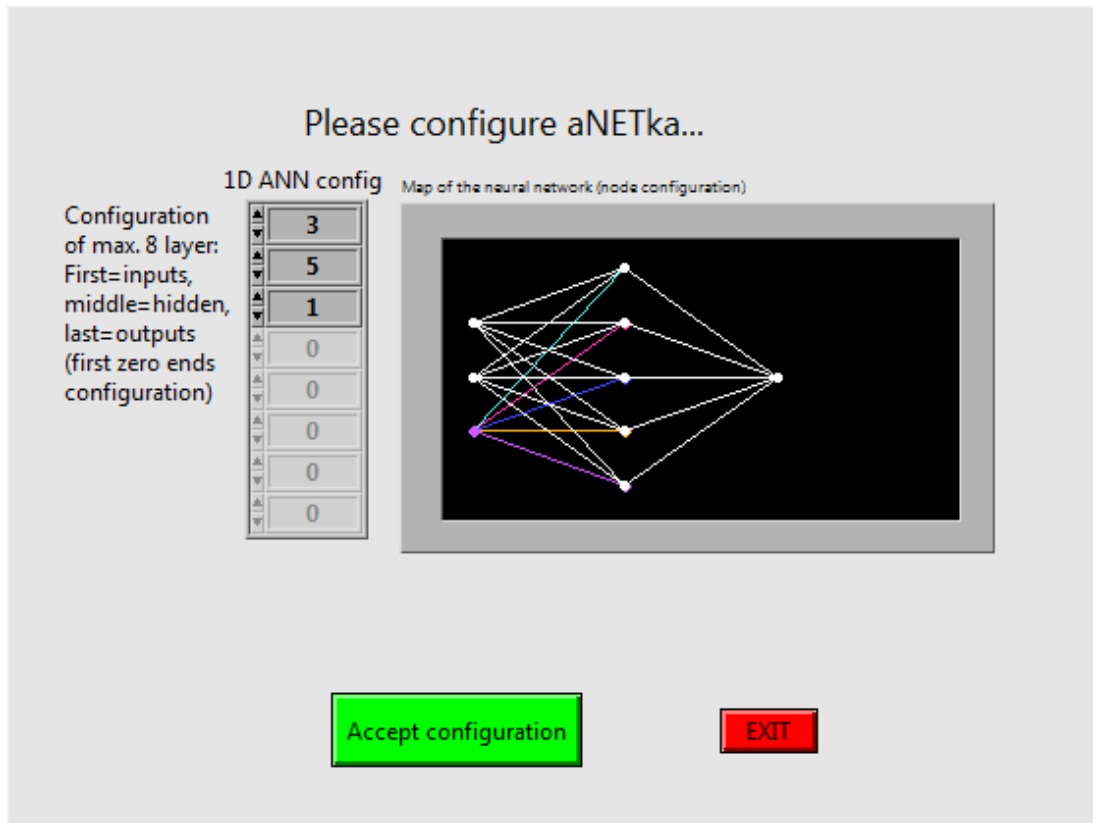 Please configure aNETka...
1D ANN config
Map of the neural network (node configuration)
Configuration
of max. 8 layer:
First=inputs,
middle=hidden,
last=outputs
(first zero ends
configuration)
3
5
1
0
0
0
0
0
Accept configuration
EXIT